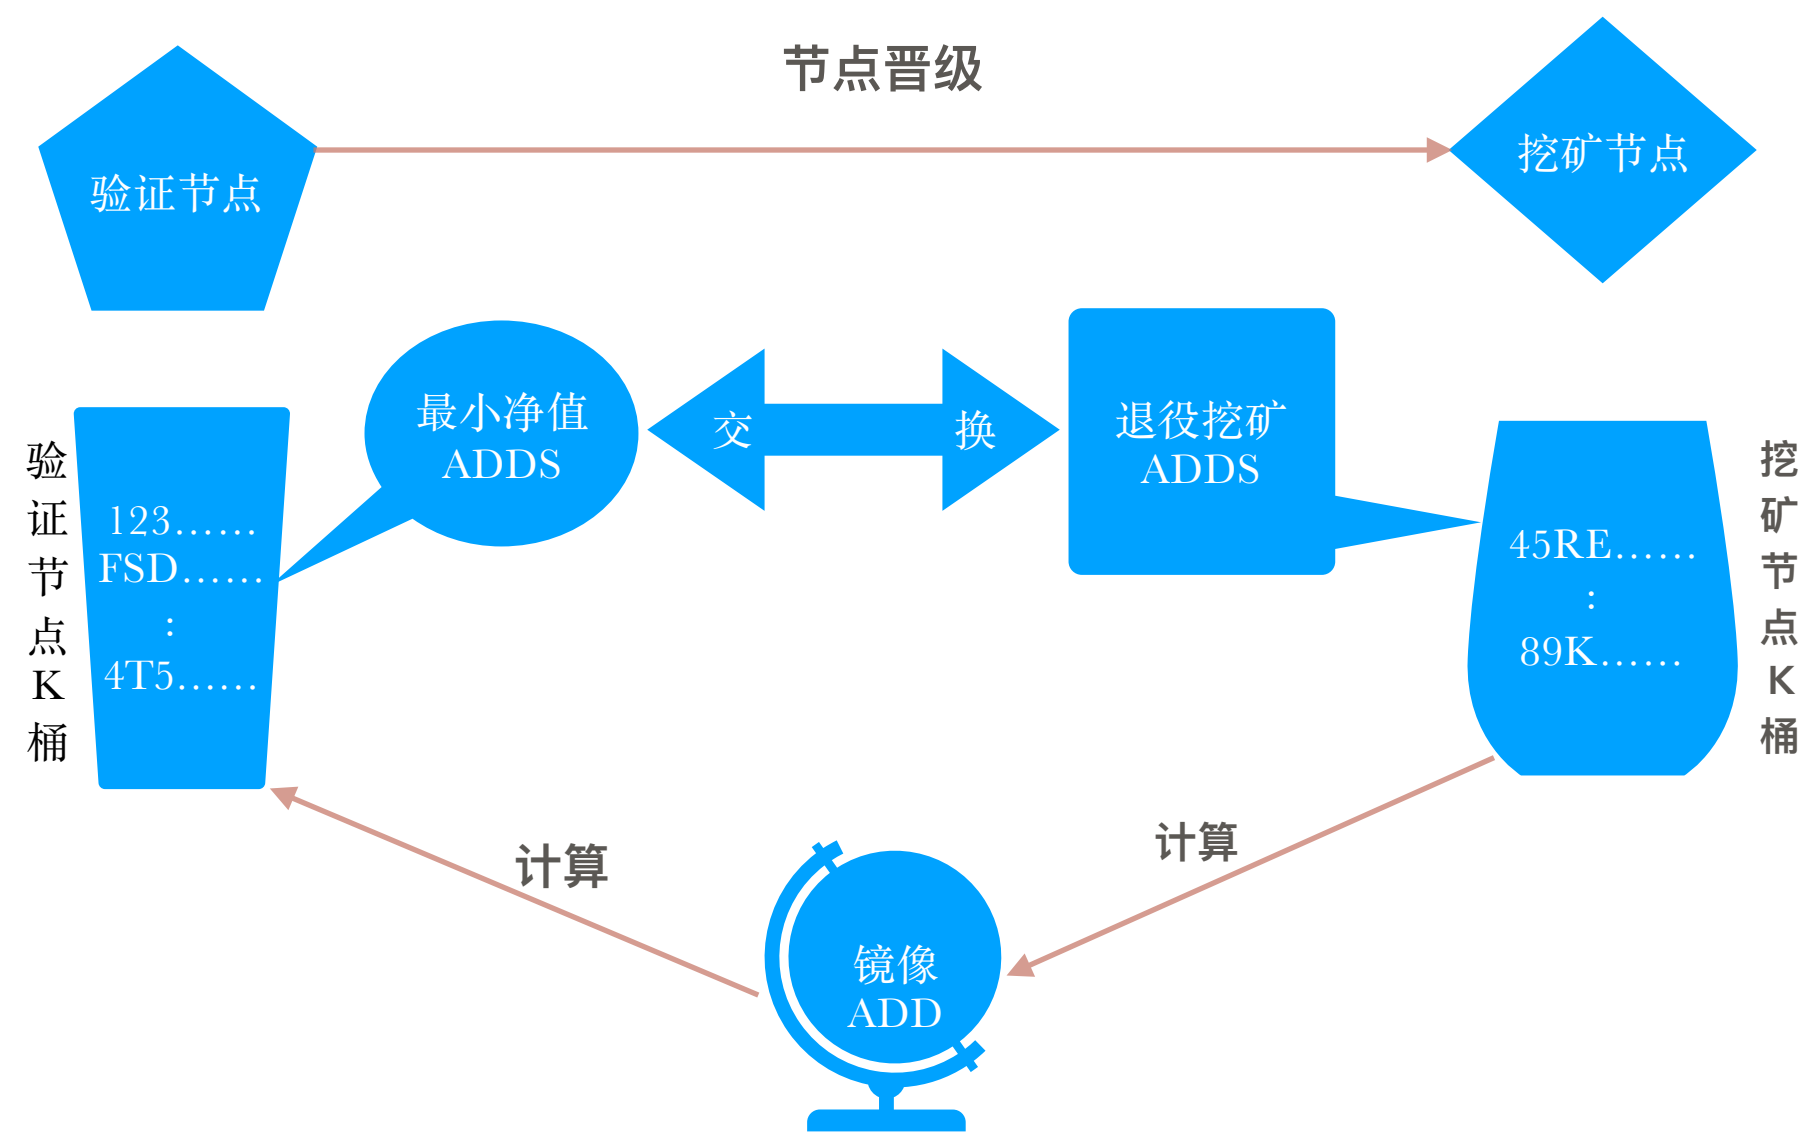 节点晋级
验证节点
挖矿节点
最小净值
ADDS
交
换
退役挖矿
ADDS
验
证
节
点
K
桶
123......
FSD......
:
4T5......
45RE......
:
89K......
挖
矿
节
点
K
桶
计算
计算
镜像
ADD